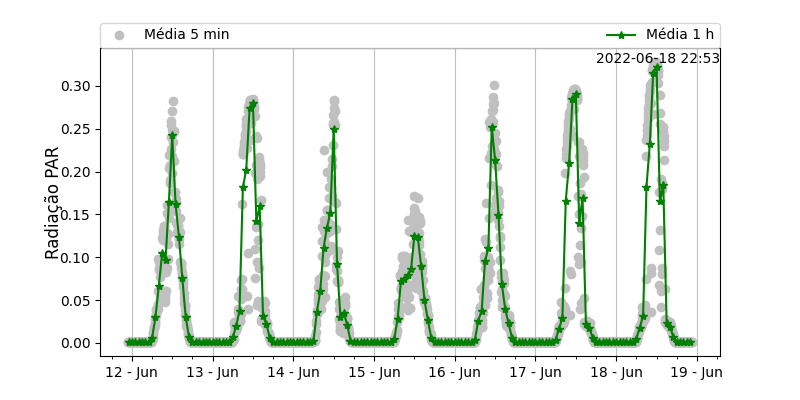 Média 5 min
Média 1 h
2022-06-18 22:53
Radiação PAR
0.30
0.25
0.20
0.15
0.10
0.05
0.00
12 - Jun
13 - Jun
14 - Jun
15 - Jun
16 - Jun
17 - Jun
18 - Jun
19 - Jun